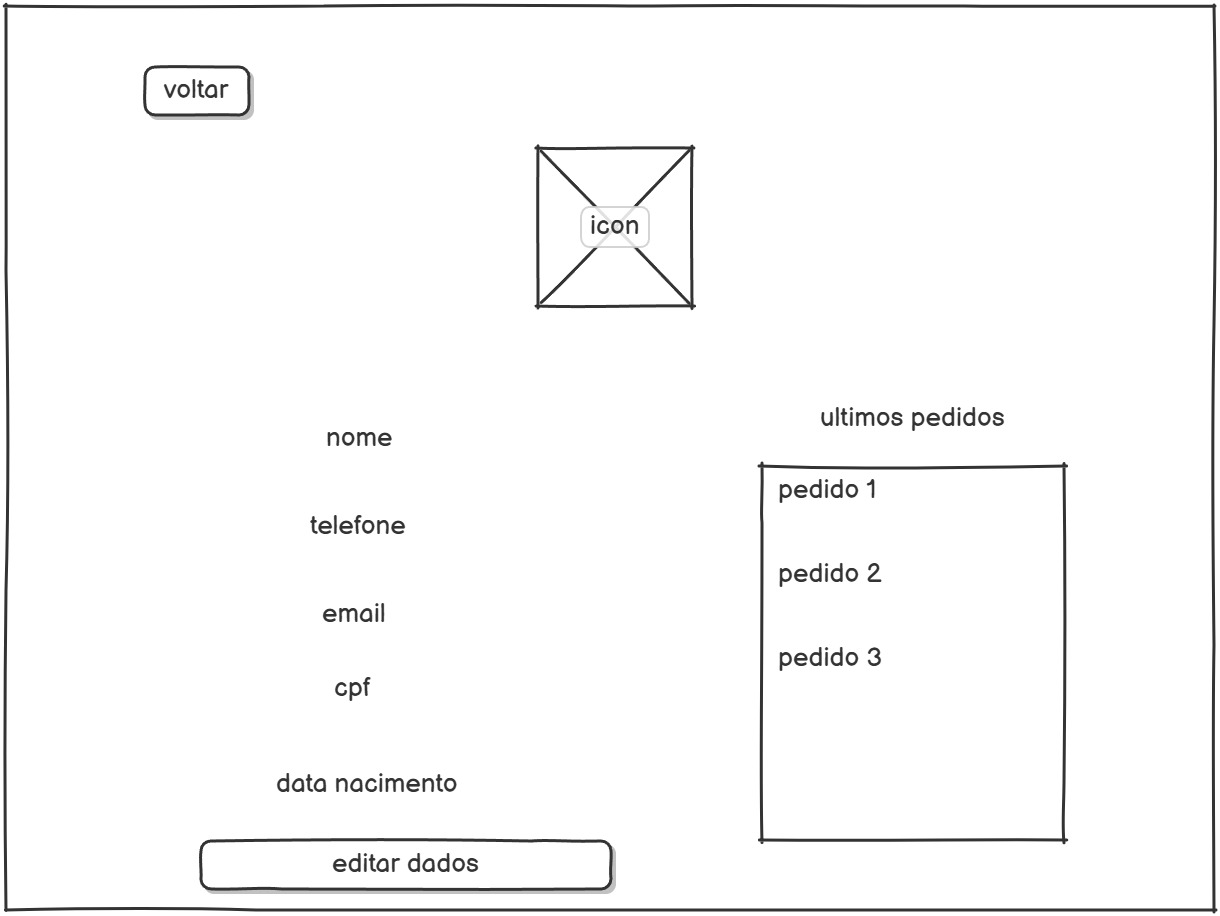 voltar
icon
nome
telefone
email
cpf
data nacimento
editar dados
ultimos pedidos
pedido 1
pedido 2
pedido 3